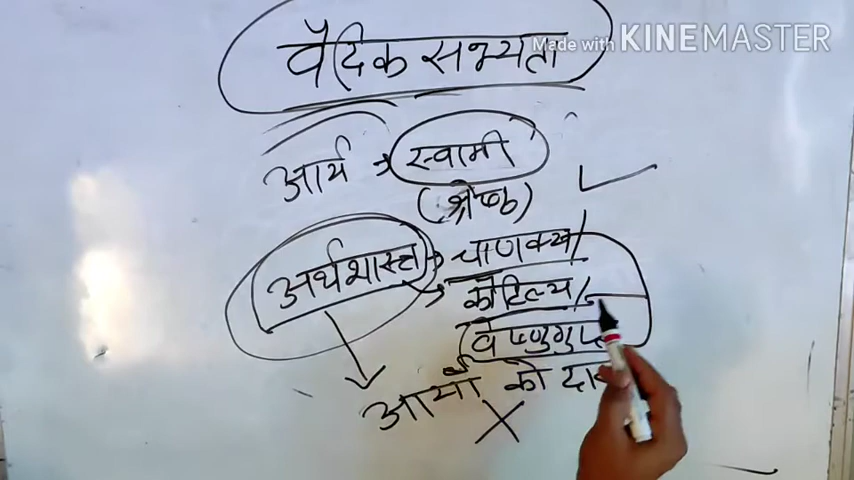 वैदिक सभ्यता
Made with KINEMASTER
आर्य → स्वामी
(श्रेष्ठ)
अर्थशास्त्र → चाणक्य/
कौटिल्य/
(विष्णुगुप्त
आर्यों को